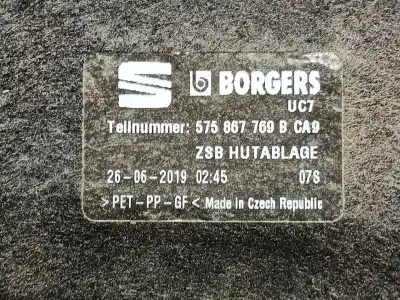 BORGERS
UC7
Teilnummer: 575 867 769 B CA9
ZSB HUTABLAGE
26-06-2019 02:45 07S
>PET-PP-GF< Made in Czech Republic